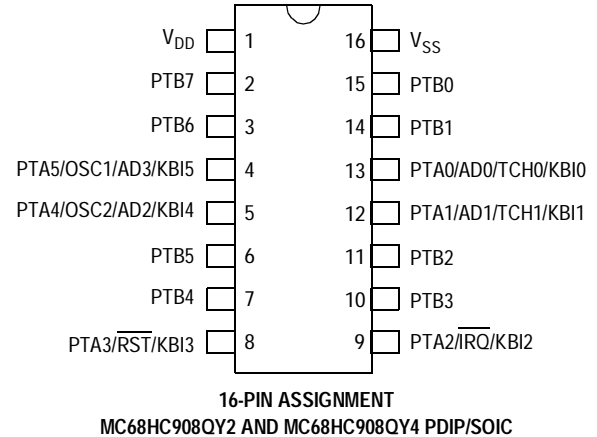 VDD 1 16 VSS
PTB7 2 15 PTB0
PTB6 3 14 PTB1
PTA5/OSC1/AD3/KBI5 4 13 PTA0/AD0/TCH0/KBI0
PTA4/OSC2/AD2/KBI4 5 12 PTA1/AD1/TCH1/KBI1
PTB5 6 11 PTB2
PTB4 7 10 PTB3
PTA3/R̅S̅T̅/KBI3 8 9 PTA2/I̅R̅Q̅/KBI2
16-PIN ASSIGNMENT
MC68HC908QY2 AND MC68HC908QY4 PDIP/SOIC